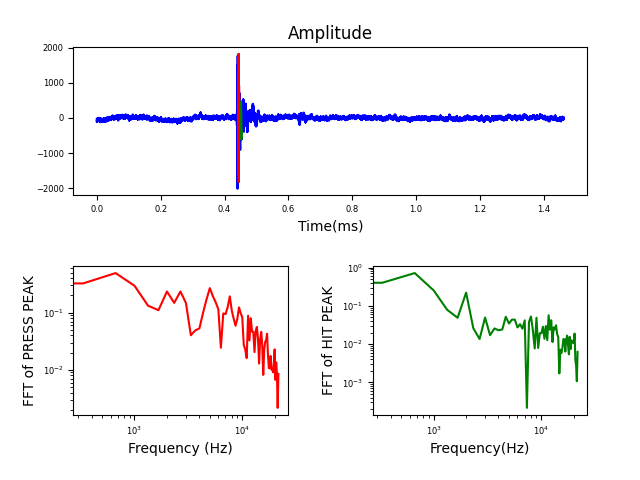 Amplitude
2000
1000
0
−1000
−2000
0.0 0.2 0.4 0.6 0.8 1.0 1.2 1.4
Time(ms)
FFT of PRESS PEAK
10⁻¹
10⁻²
10³ 10⁴
Frequency (Hz)
FFT of HIT PEAK
10⁰
10⁻¹
10⁻²
10⁻³
10³ 10⁴
Frequency(Hz)